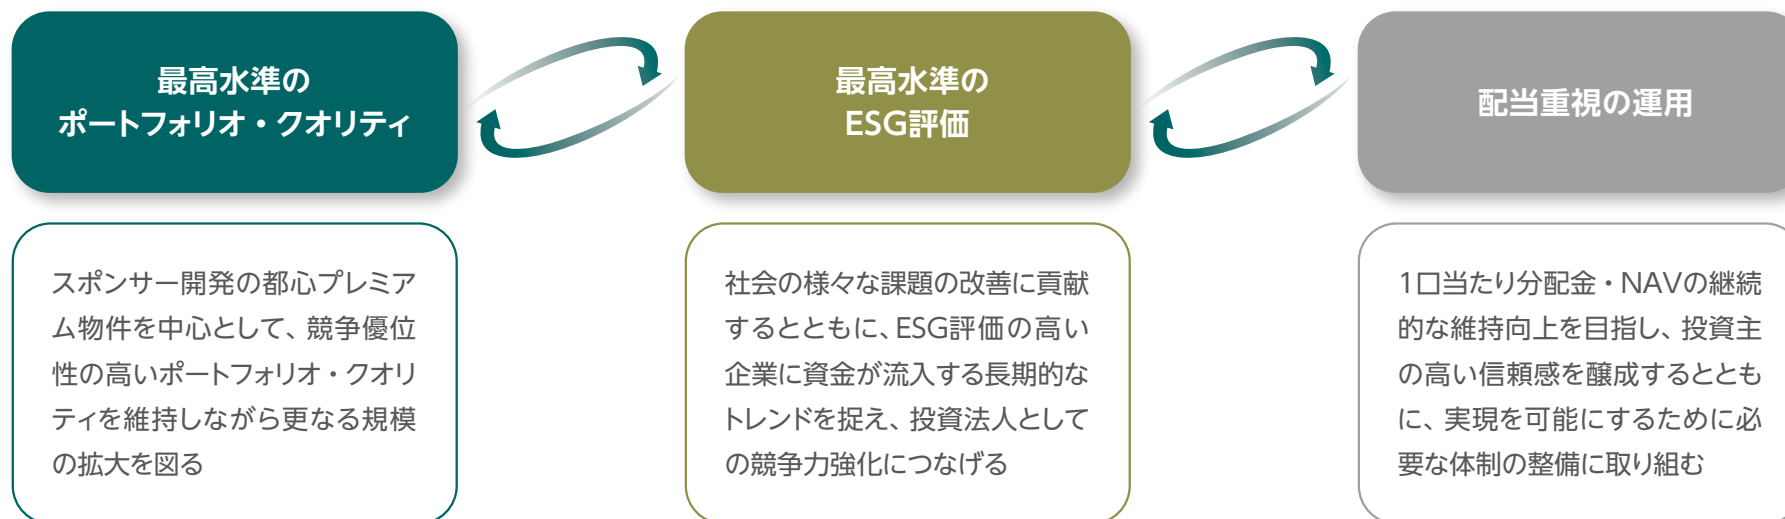 最高水準の
ポートフォリオ・クオリティ
最高水準の
ESG評価
配当重視の運用
スポンサー開発の都心プレミア
ム物件を中心として、競争優位
性の高いポートフォリオ・クオリ
ティを維持しながら更なる規模
の拡大を図る
社会の様々な課題の改善に貢献
するとともに、ESG評価の高い
企業に資金が流入する長期的な
トレンドを捉え、投資法人として
の競争力強化につなげる
1口当たり分配金・NAVの継続
的な維持向上を目指し、投資主
の高い信頼感を醸成するととも
に、実現を可能にするために必
要な体制の整備に取り組む